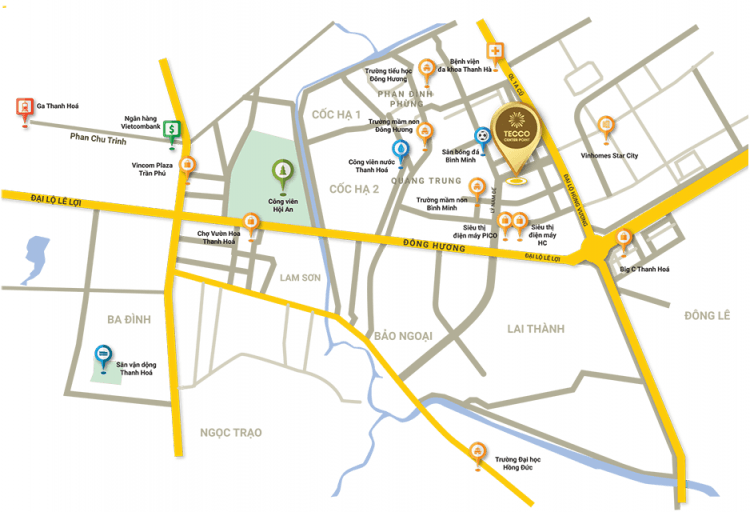 Bệnh viện
đa khoa Thanh Hà
QL 1A CŨ
Trường tiểu học
Đông Hương
PHAN ĐÌNH
PHÙNG
Ga Thanh Hoá
Phan Chu Trinh
Ngân hàng
Vietcombank
$
CỐC HẠ 1
Trường mầm non
Đông Hương
TECCO
CENTRE POINT
Sân bóng đá
Bình Minh
Vinhomes Star City
Vincom Plaza
Trần Phú
Công viên nước
Thanh Hoá
QUANG TRUNG
CỐC HẠ 2
Công viên
Hội An
Trường mầm non
Bình Minh
ĐẠI LỘ HÙNG VƯƠNG
ĐẠI LỘ LÊ LỢI
Chợ Vườn Hoa
Thanh Hoá
Siêu thị
điện máy PICO
Siêu thị
điện máy
HC
ĐÔNG HƯƠNG
ĐẠI LỘ LÊ LỢI
Big C Thanh Hoá
LAM SƠN
BA ĐÌNH
BẢO NGOẠI
LAI THÀNH
ĐÔNG LÊ
Sân vận động
Thanh Hoá
NGỌC TRẠO
Trường Đại học
Hồng Đức